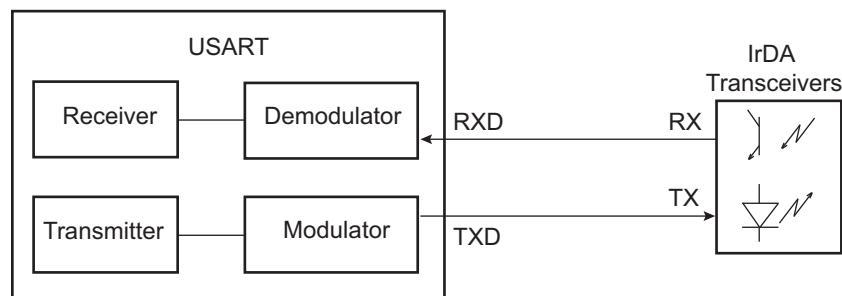 USART
IrDA
Transceivers
Receiver
Demodulator
RXD
RX
Transmitter
Modulator
TXD
TX